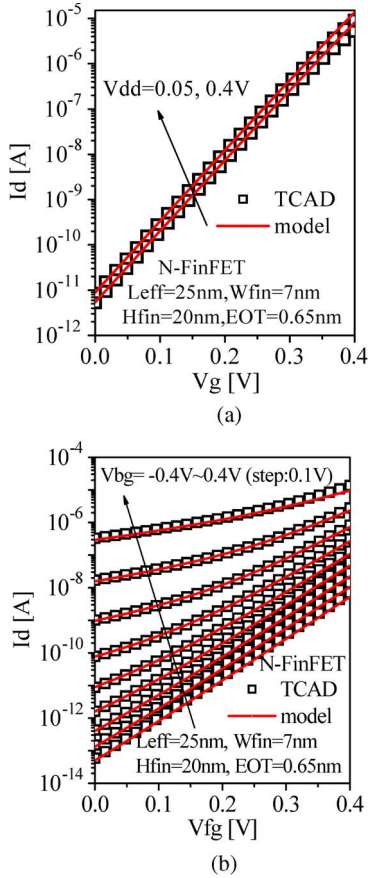 10^-5
10^-6
10^-7
10^-8
10^-9
10^-10
10^-11
10^-12
Id [A]
Vdd=0.05, 0.4V
TCAD
model
N-FinFET
Leff=25nm,Wfin=7nm
Hfin=20nm,EOT=0.65nm
0.0 0.1 0.2 0.3 0.4
Vg [V]
(a)
10^-4
10^-6
10^-8
10^-10
10^-12
10^-14
Id [A]
Vbg= -0.4V~0.4V (step:0.1V)
N-FinFET
TCAD
model
Leff=25nm, Wfin=7nm
Hfin=20nm, EOT=0.65nm
0.0 0.1 0.2 0.3 0.4
Vfg [V]
(b)